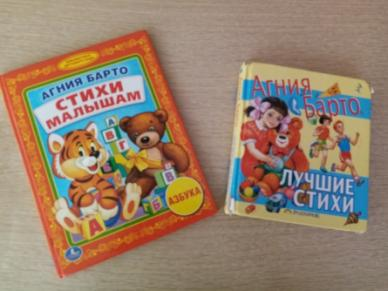 АГНИЯ БАРТО
СТИХИ
МАЛЫШАМ
А
Б
В
Г
В
А
Б
АЗБУКА
Агния
Барто
ЛУЧШИЕ
СТИХИ